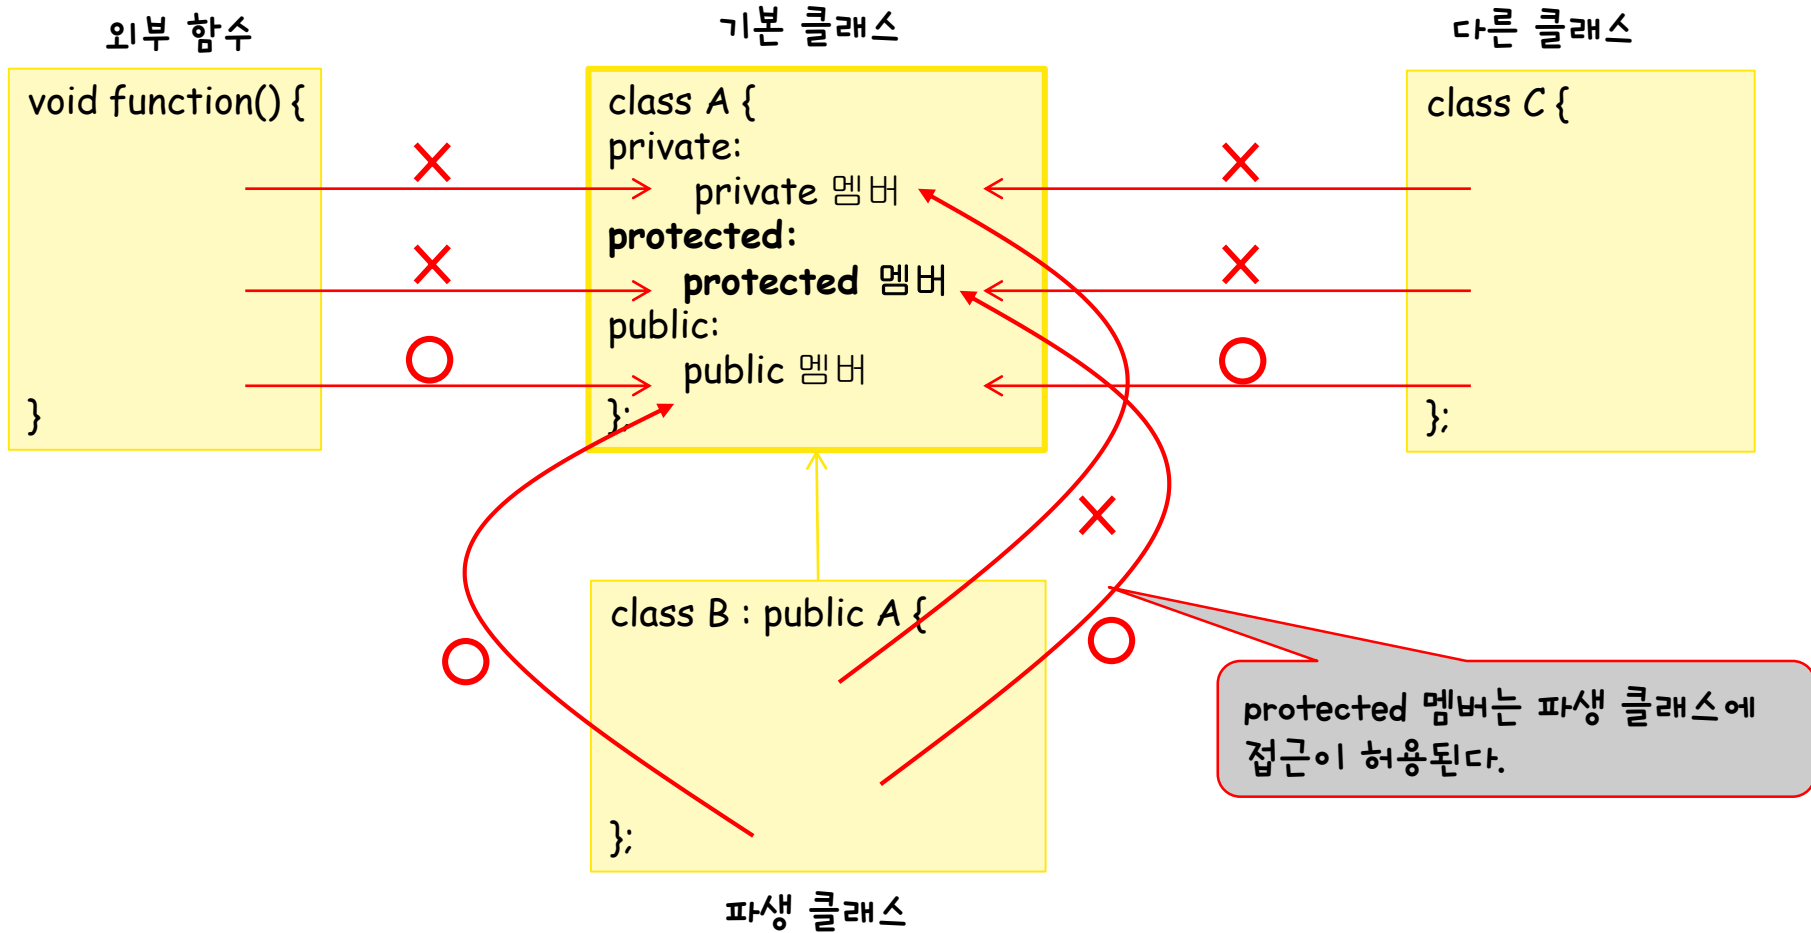 외부 함수
void function() {
}
기본 클래스
class A {
private:
private 멤버
protected:
protected 멤버
public:
public 멤버
};
다른 클래스
class C {
};
class B : public A {
};
파생 클래스
protected 멤버는 파생 클래스에
접근이 허용된다.